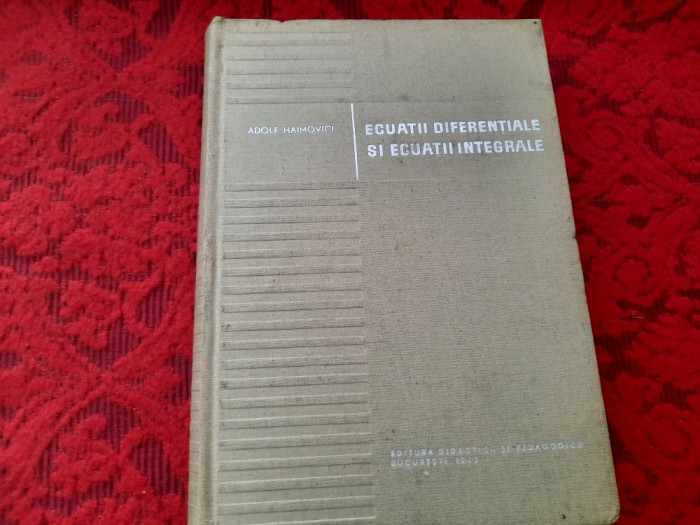 ADOLF HAIMOVICI
ECUATII DIFERENTIALE
SI ECUATII INTEGRALE
EDITURA DIDACTICA SI PEDAGOGICA
BUCURESTI